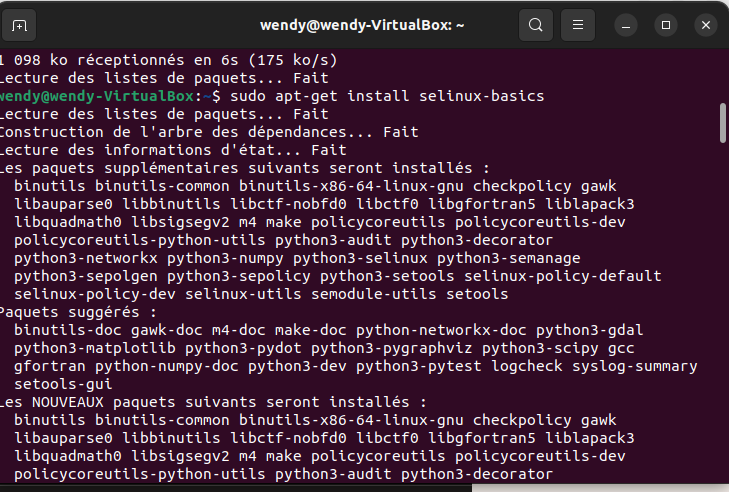 wendy@wendy-VirtualBox: ~
1 098 ko réceptionnés en 6s (175 ko/s)
Lecture des listes de paquets... Fait
wendy@wendy-VirtualBox:~$ sudo apt-get install selinux-basics
Lecture des listes de paquets... Fait
Construction de l'arbre des dépendances... Fait
Lecture des informations d'état... Fait
Les paquets supplémentaires suivants seront installés :
binutils binutils-common binutils-x86-64-linux-gnu checkpolicy gawk
libauparse0 libbinutils libctf-nobfd0 libctf0 libgfortran5 liblapack3
libquadmath0 libsigsegv2 m4 make policycoreutils policycoreutils-dev
policycoreutils-python-utils python3-audit python3-decorator
python3-networkx python3-numpy python3-selinux python3-semanage
python3-sepolgen python3-sepolicy python3-setools selinux-policy-default
selinux-policy-dev selinux-utils semodule-utils setools
Paquets suggérés :
binutils-doc gawk-doc m4-doc make-doc python-networkx-doc python3-gdal
python3-matplotlib python3-pydot python3-pygraphviz python3-scipy gcc
gfortran python-numpy-doc python3-dev python3-pytest logcheck syslog-summary
setools-gui
Les NOUVEAUX paquets suivants seront installés :
binutils binutils-common binutils-x86-64-linux-gnu checkpolicy gawk
libauparse0 libbinutils libctf-nobfd0 libctf0 libgfortran5 liblapack3
libquadmath0 libsigsegv2 m4 make policycoreutils policycoreutils-dev
policycoreutils-python-utils python3-audit python3-decorator